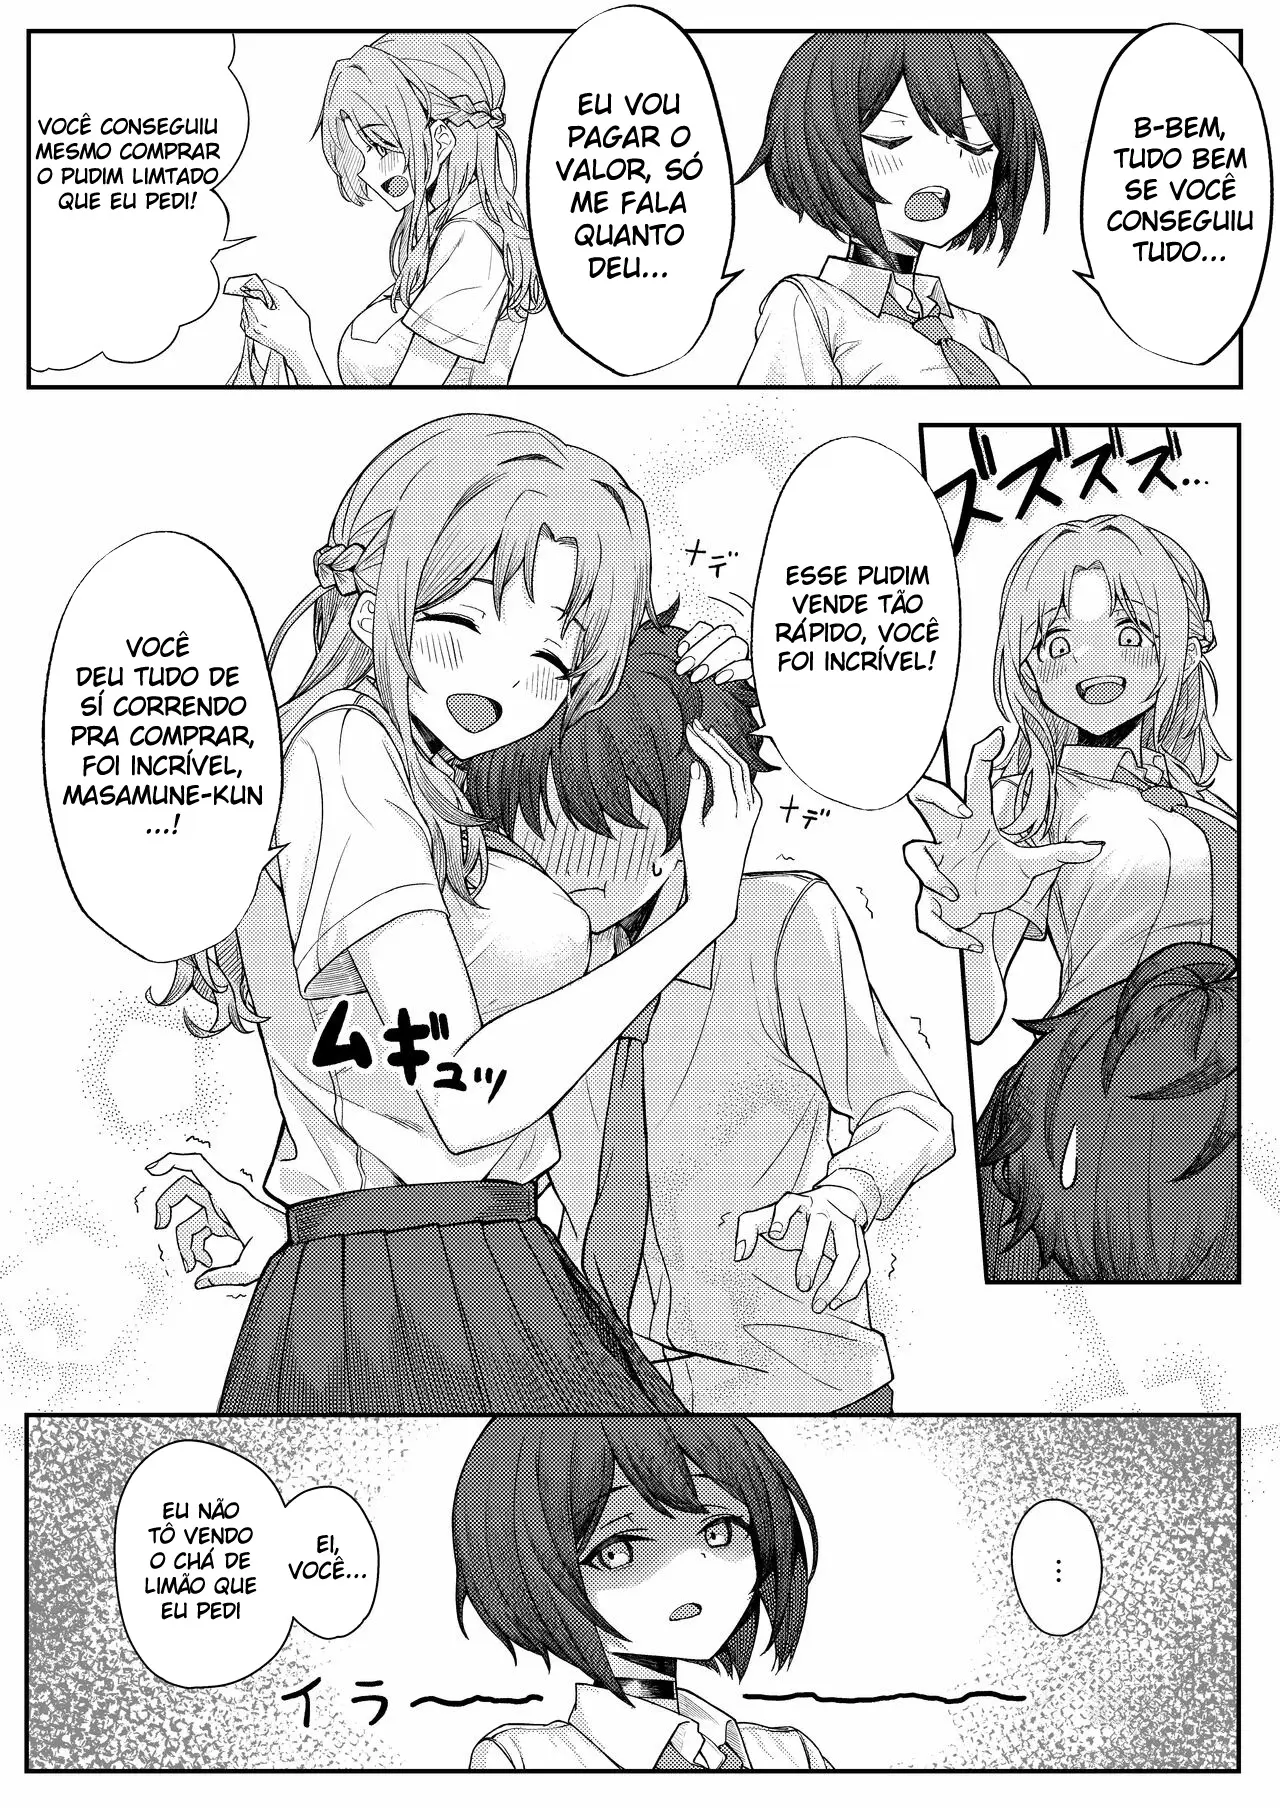 B-BEM,
TUDO BEM
SE VOCÊ
CONSEGUIU
TUDO...
EU VOU
PAGAR O
VALOR, SÓ
ME FALA
QUANTO
DEU...
VOCÊ CONSEGUIU
MESMO COMPRAR
O PUDIM LIMTADO
QUE EU PEDI!
ズズズズ...
ESSE PUDIM
VENDE TÃO
RÁPIDO, VOCÊ
FOI INCRÍVEL!
ナデ
ナデ
VOCÊ
DEU TUDO DE
SÍ CORRENDO
PRA COMPRAR,
FOI INCRÍVEL,
MASAMUNE-KUN
...!
ムギュッ
...
EI,
VOCÊ...
EU NÃO
TÔ VENDO
O CHÁ DE
LIMÃO QUE
EU PEDI
イラ〜